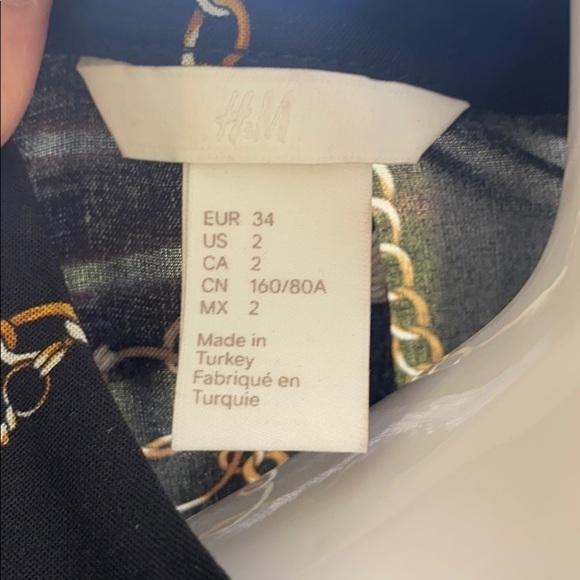 H&M
EUR 34
US 2
CA 2
CN 160/80A
MX 2
Made in
Turkey
Fabriqué en
Turquie